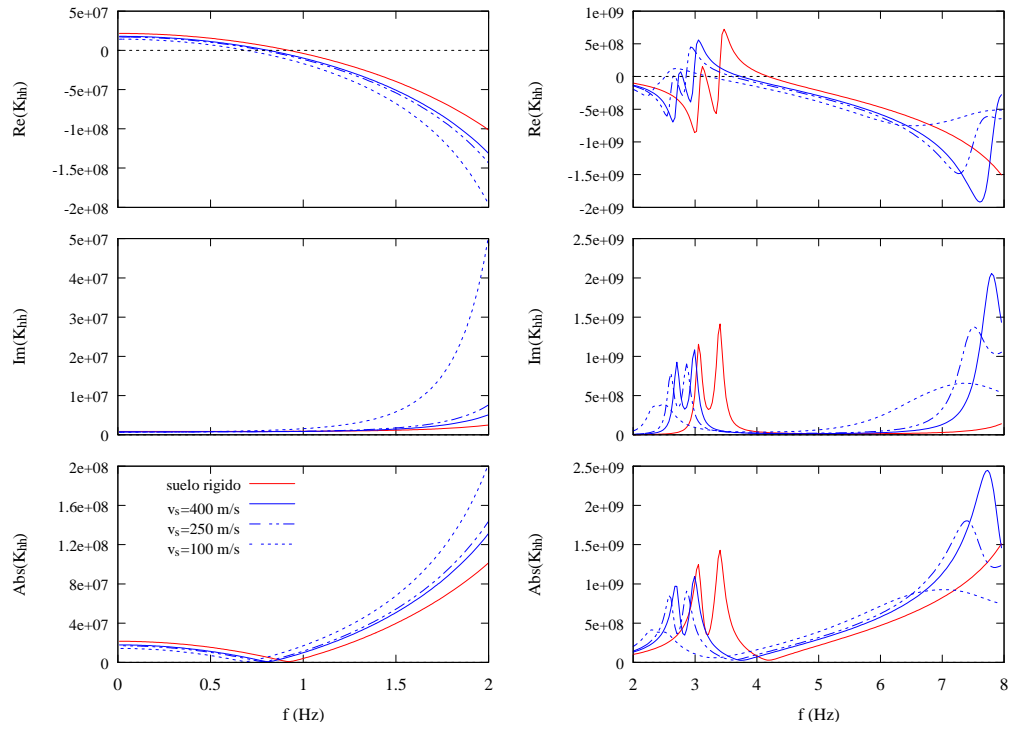 5e+07
0
-5e+07
-1e+08
-1.5e+08
-2e+08
Re(Khh)
1e+09
5e+08
0
-5e+08
-1e+09
-1.5e+09
-2e+09
Re(Khh)
5e+07
4e+07
3e+07
2e+07
1e+07
0
Im(Khh)
2.5e+09
2e+09
1.5e+09
1e+09
5e+08
0
Im(Khh)
2e+08
1.6e+08
1.2e+08
8e+07
4e+07
0
Abs(Khh)
suelo rigido
vs=400 m/s
vs=250 m/s
vs=100 m/s
0 0.5 1 1.5 2
f (Hz)
2.5e+09
2e+09
1.5e+09
1e+09
5e+08
0
Abs(Khh)
2 3 4 5 6 7 8
f (Hz)